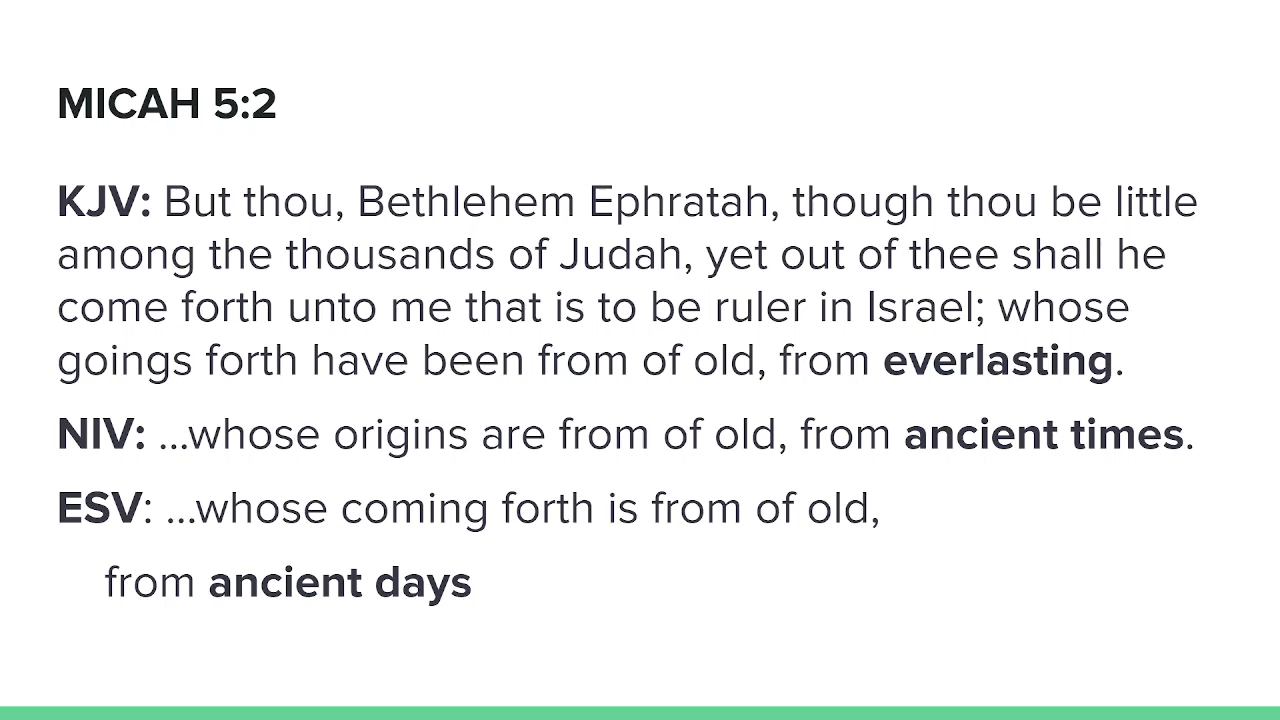 MICAH 5:2
KJV: But thou, Bethlehem Ephratah, though thou be little
among the thousands of Judah, yet out of thee shall he
come forth unto me that is to be ruler in Israel; whose
goings forth have been from of old, from everlasting.
NIV: ...whose origins are from of old, from ancient times.
ESV: ...whose coming forth is from of old,
from ancient days